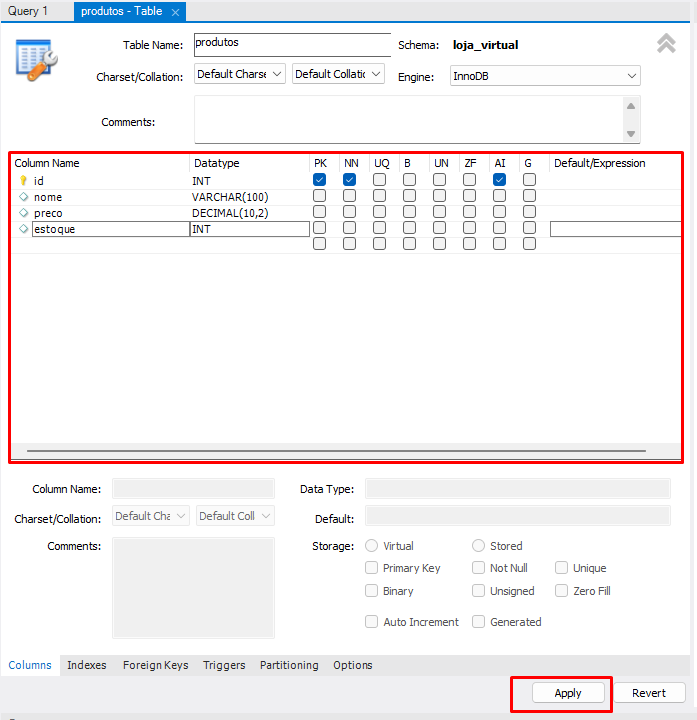 Query 1 produtos - Table
Table Name: produtos Schema: loja_virtual
Charset/Collation: Default Charse Default Collatic Engine: InnoDB
Comments:
Column Name Datatype PK NN UQ B UN ZF AI G Default/Expression
id INT
nome VARCHAR(100)
preco DECIMAL(10,2)
estoque INT
Column Name: Data Type:
Charset/Collation: Default Cha Default Coll Default:
Comments: Storage: Virtual Stored
Primary Key Not Null Unique
Binary Unsigned Zero Fill
Auto Increment Generated
Columns Indexes Foreign Keys Triggers Partitioning Options
Apply Revert